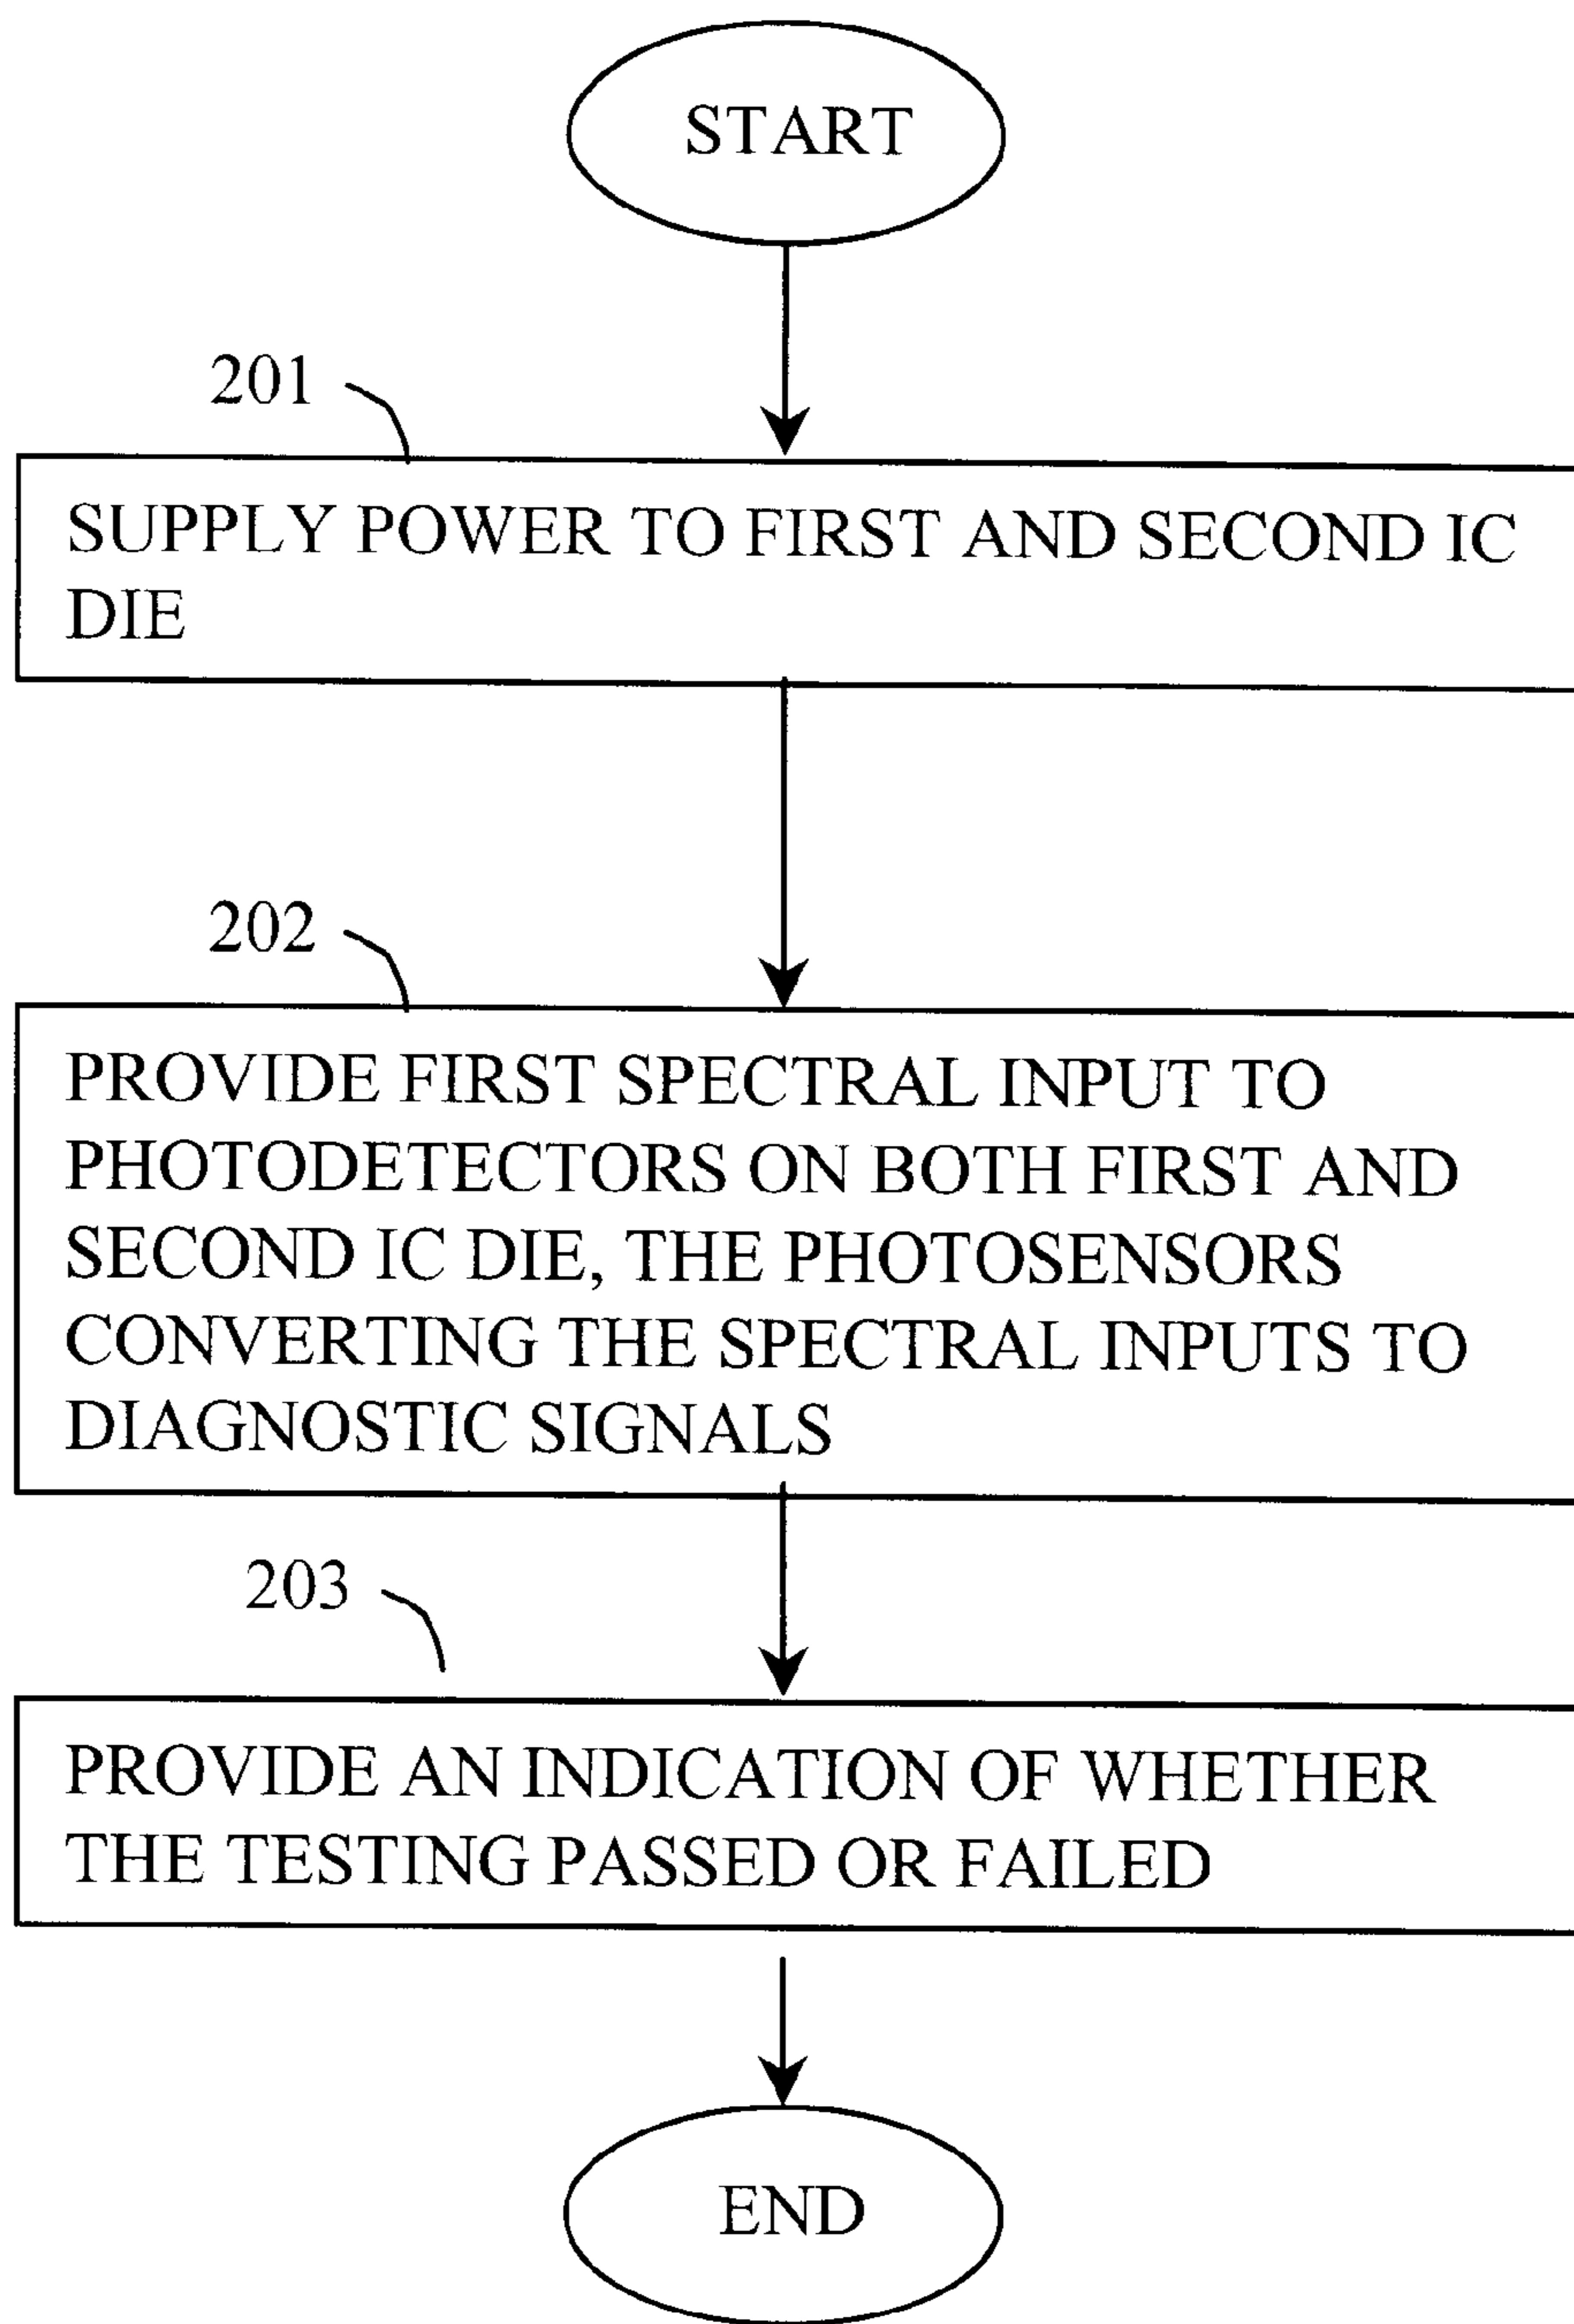 START
201
SUPPLY POWER TO FIRST AND SECOND IC
DIE
202
PROVIDE FIRST SPECTRAL INPUT TO
PHOTODETECTORS ON BOTH FIRST AND
SECOND IC DIE, THE PHOTOSENSORS
CONVERTING THE SPECTRAL INPUTS TO
DIAGNOSTIC SIGNALS
203
PROVIDE AN INDICATION OF WHETHER
THE TESTING PASSED OR FAILED
END